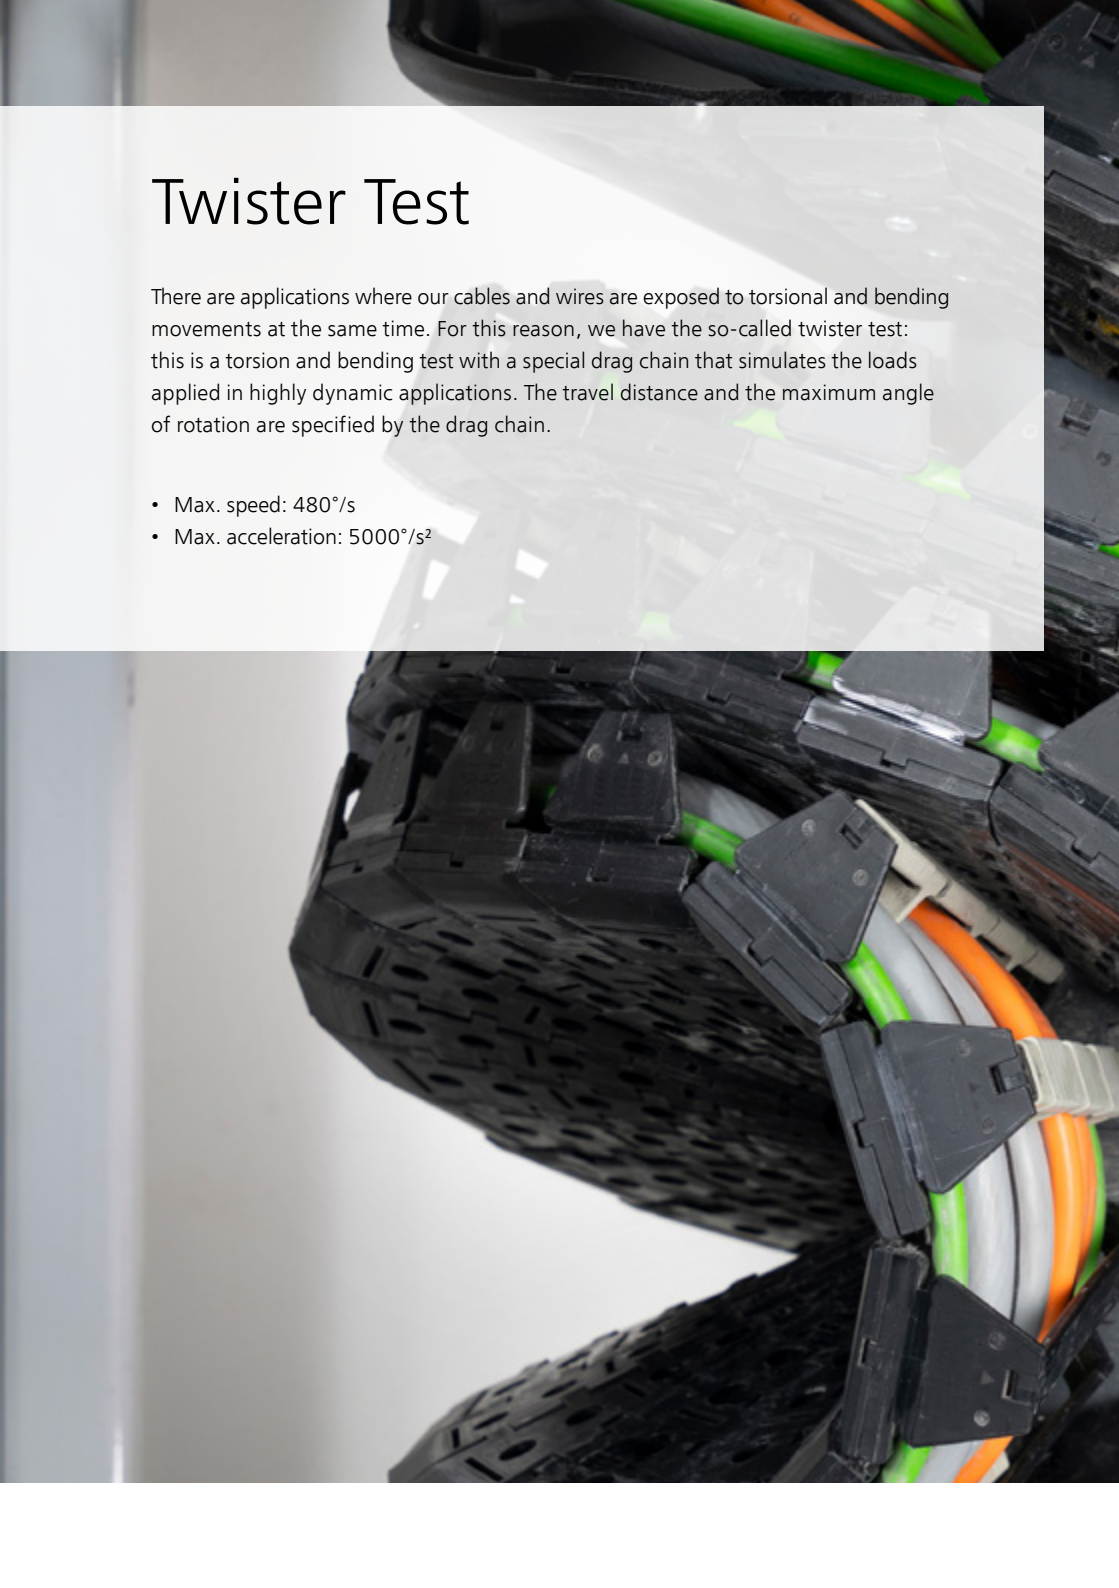 Twister Test
There are applications where our cables and wires are exposed to torsional and bending
movements at the same time. For this reason, we have the so-called twister test:
this is a torsion and bending test with a special drag chain that simulates the loads
applied in highly dynamic applications. The travel distance and the maximum angle
of rotation are specified by the drag chain.
• Max. speed: 480°/s
• Max. acceleration: 5000°/s²